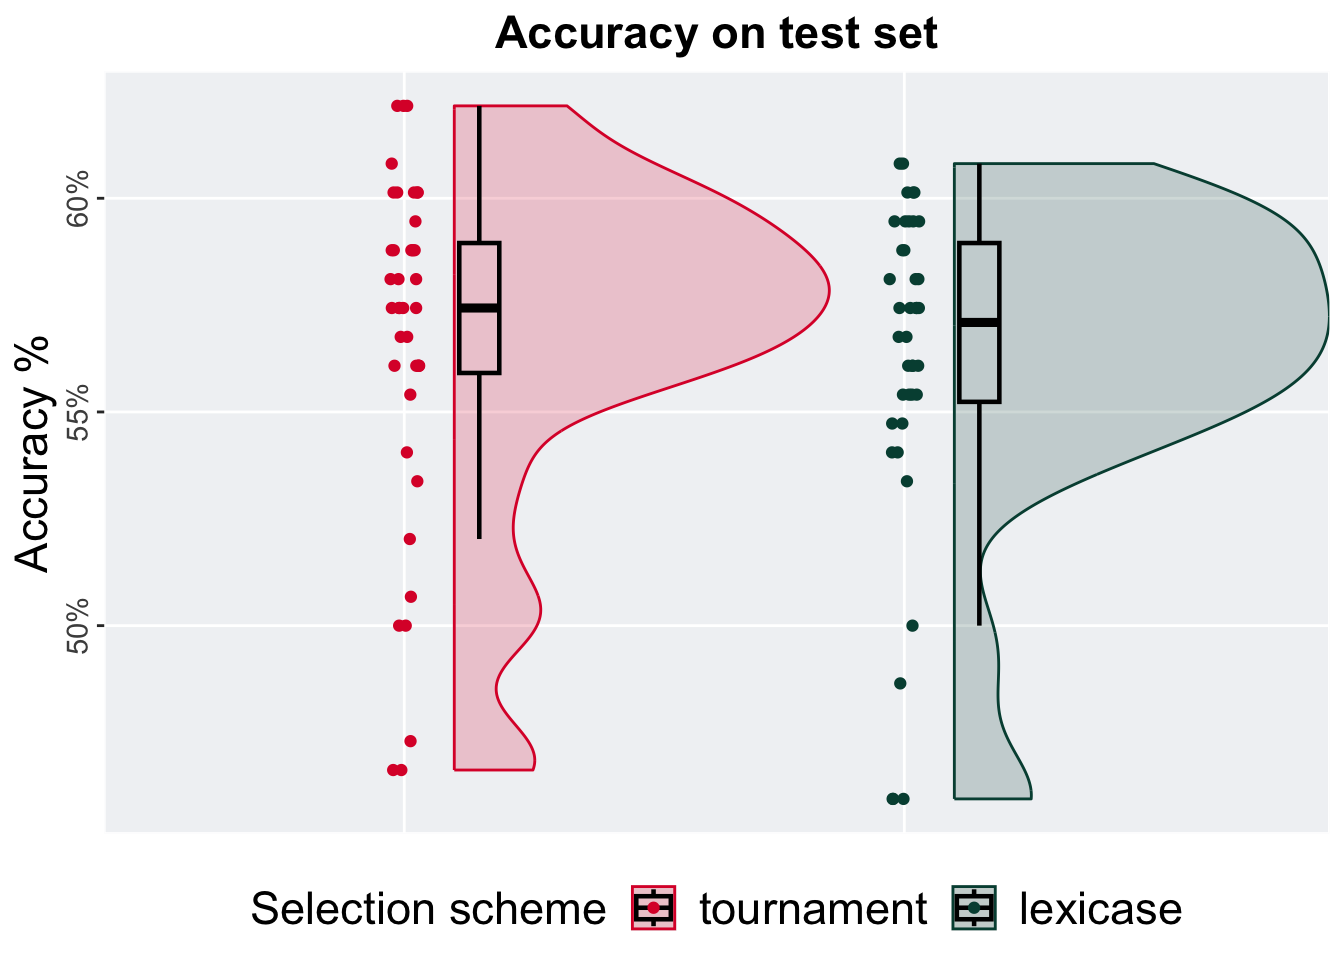 Accuracy on test set
Accuracy %
60%
55%
50%
Selection scheme tournament lexicase